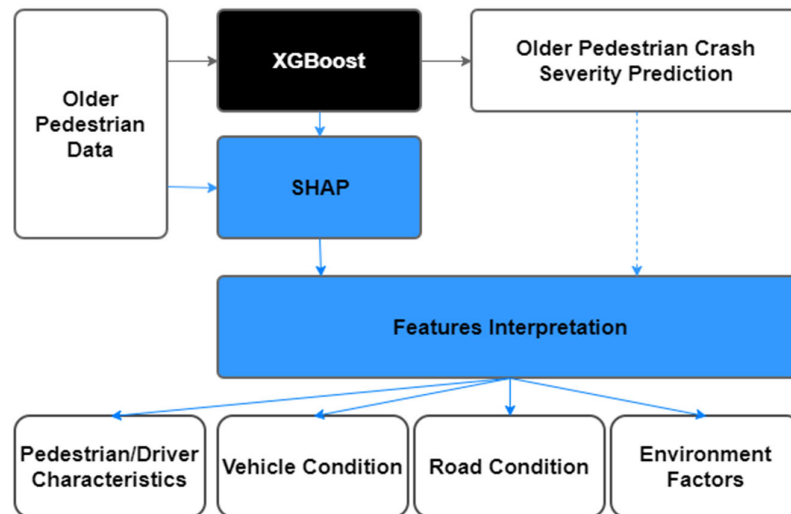 Older
Pedestrian
Data
XGBoost
Older Pedestrian Crash
Severity Prediction
SHAP
Features Interpretation
Pedestrian/Driver
Characteristics
Vehicle Condition
Road Condition
Environment
Factors